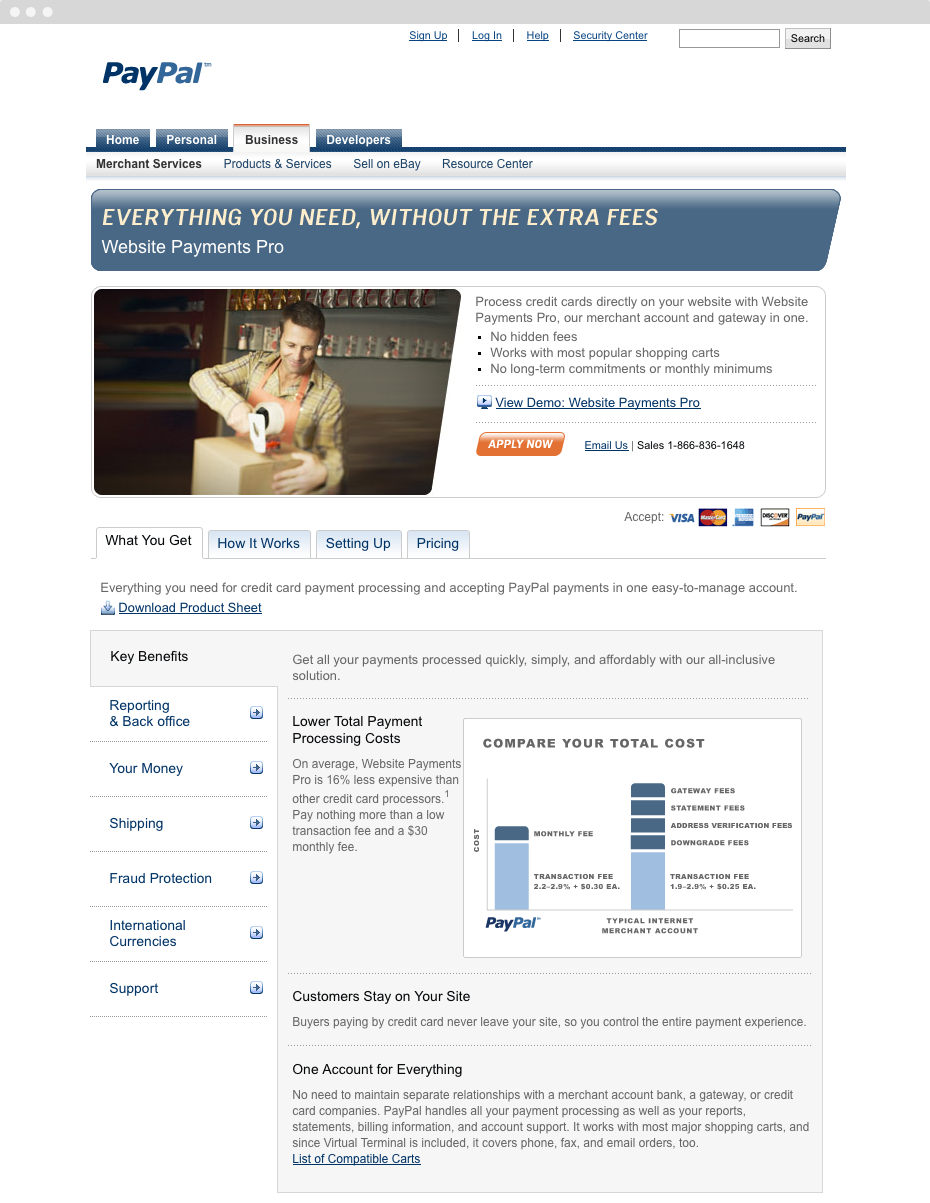 Sign Up | Log In | Help | Security Center Search
PayPal™
Home Personal Business Developers
Merchant Services Products & Services Sell on eBay Resource Center
EVERYTHING YOU NEED, WITHOUT THE EXTRA FEES
Website Payments Pro
Process credit cards directly on your website with Website
Payments Pro, our merchant account and gateway in one.
No hidden fees
Works with most popular shopping carts
No long-term commitments or monthly minimums
View Demo: Website Payments Pro
APPLY NOW Email Us | Sales 1-866-836-1648
Accept: VISA MasterCard DISCOVER PayPal
What You Get How It Works Setting Up Pricing
Everything you need for credit card payment processing and accepting PayPal payments in one easy-to-manage account.
Download Product Sheet
Key Benefits
Reporting
& Back office
Your Money
Shipping
Fraud Protection
International
Currencies
Support
Get all your payments processed quickly, simply, and affordably with our all-inclusive
solution.
Lower Total Payment
Processing Costs
On average, Website Payments
Pro is 16% less expensive than
other credit card processors.1
Pay nothing more than a low
transaction fee and a $30
monthly fee.
COMPARE YOUR TOTAL COST
COST
MONTHLY FEE
TRANSACTION FEE
2.2–2.9% + $0.30 EA.
PayPal™
GATEWAY FEES
STATEMENT FEES
ADDRESS VERIFICATION FEES
DOWNGRADE FEES
TRANSACTION FEE
1.9–2.9% + $0.25 EA.
TYPICAL INTERNET
MERCHANT ACCOUNT
Customers Stay on Your Site
Buyers paying by credit card never leave your site, so you control the entire payment experience.
One Account for Everything
No need to maintain separate relationships with a merchant account bank, a gateway, or credit
card companies. PayPal handles all your payment processing as well as your reports,
statements, billing information, and account support. It works with most major shopping carts, and
since Virtual Terminal is included, it covers phone, fax, and email orders, too.
List of Compatible Carts